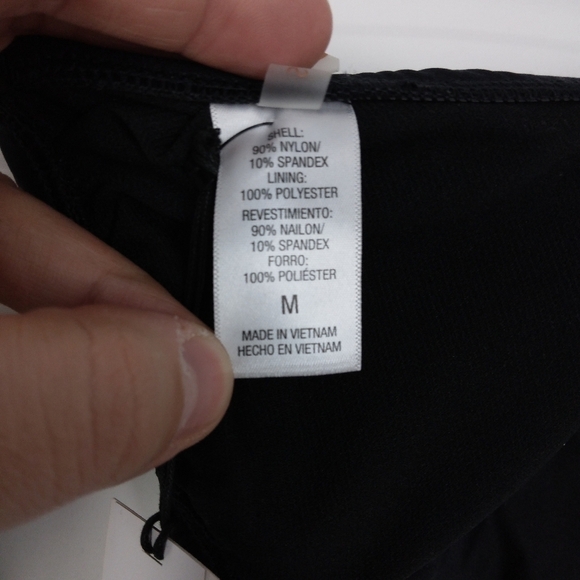 SHELL:
90% NYLON/
10% SPANDEX
LINING:
100% POLYESTER
REVESTIMIENTO:
90% NAILON/
10% SPANDEX
FORRO:
100% POLIÉSTER
M
MADE IN VIETNAM
HECHO EN VIETNAM